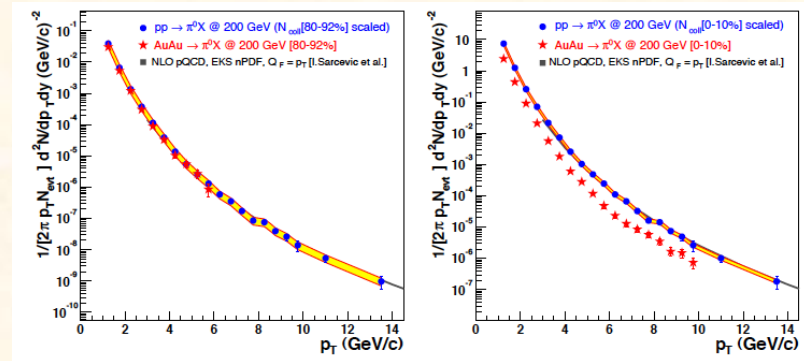 1/[2π p_T N_evt ] d²N/dp_T dy (GeV/c)⁻²
10⁻¹
10⁻²
10⁻³
10⁻⁴
10⁻⁵
10⁻⁶
10⁻⁷
10⁻⁸
10⁻⁹
10⁻¹⁰
pp → π⁰X @ 200 GeV (N_coll[80-92%] scaled)
AuAu → π⁰X @ 200 GeV [80-92%]
NLO pQCD, EKS nPDF, Q_F = p_T [I.Sarcevic et al.]
0 2 4 6 8 10 12 14
p_T (GeV/c)
1/[2π p_T N_evt ] d²N/dp_T dy (GeV/c)⁻²
10
1
10⁻¹
10⁻²
10⁻³
10⁻⁴
10⁻⁵
10⁻⁶
10⁻⁷
pp → π⁰X @ 200 GeV (N_coll[0-10%] scaled)
AuAu → π⁰X @ 200 GeV [0-10%]
NLO pQCD, EKS nPDF, Q_F = p_T [I.Sarcevic et al.]
0 2 4 6 8 10 12 14
p_T (GeV/c)